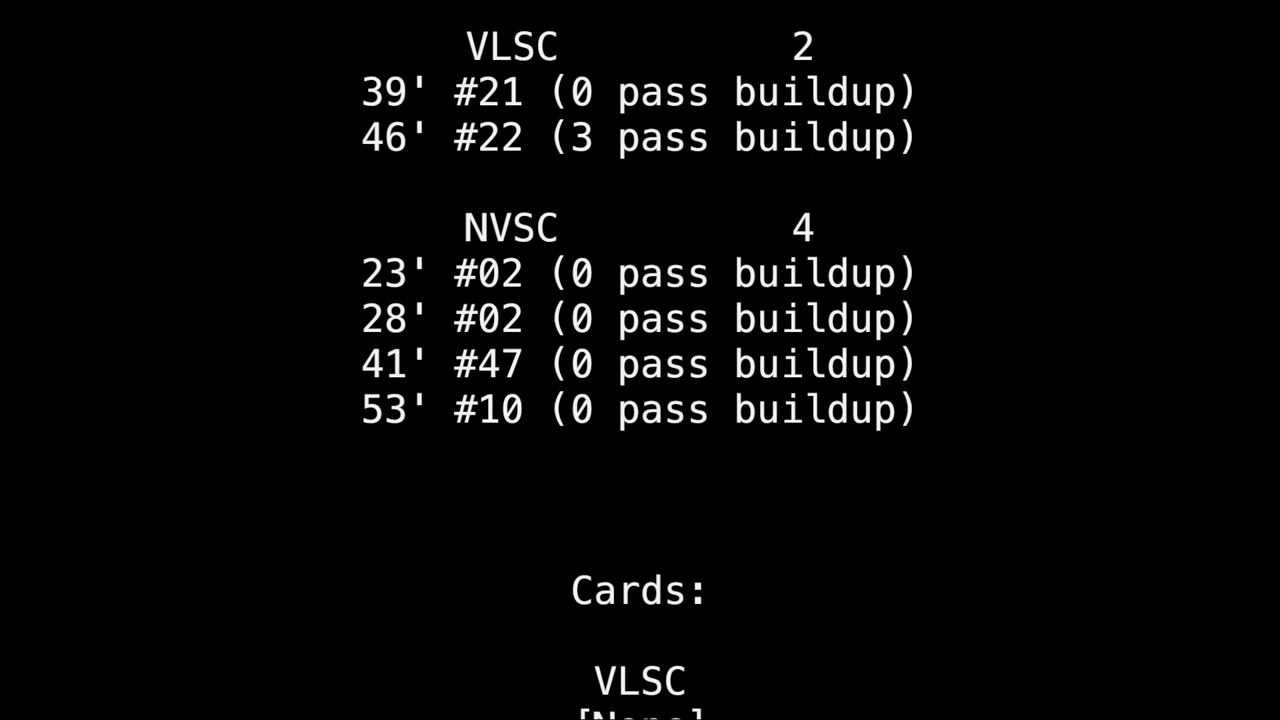 VLSC 2
39' #21 (0 pass buildup)
46' #22 (3 pass buildup)
NVSC 4
23' #02 (0 pass buildup)
28' #02 (0 pass buildup)
41' #47 (0 pass buildup)
53' #10 (0 pass buildup)
Cards:
VLSC
[None]